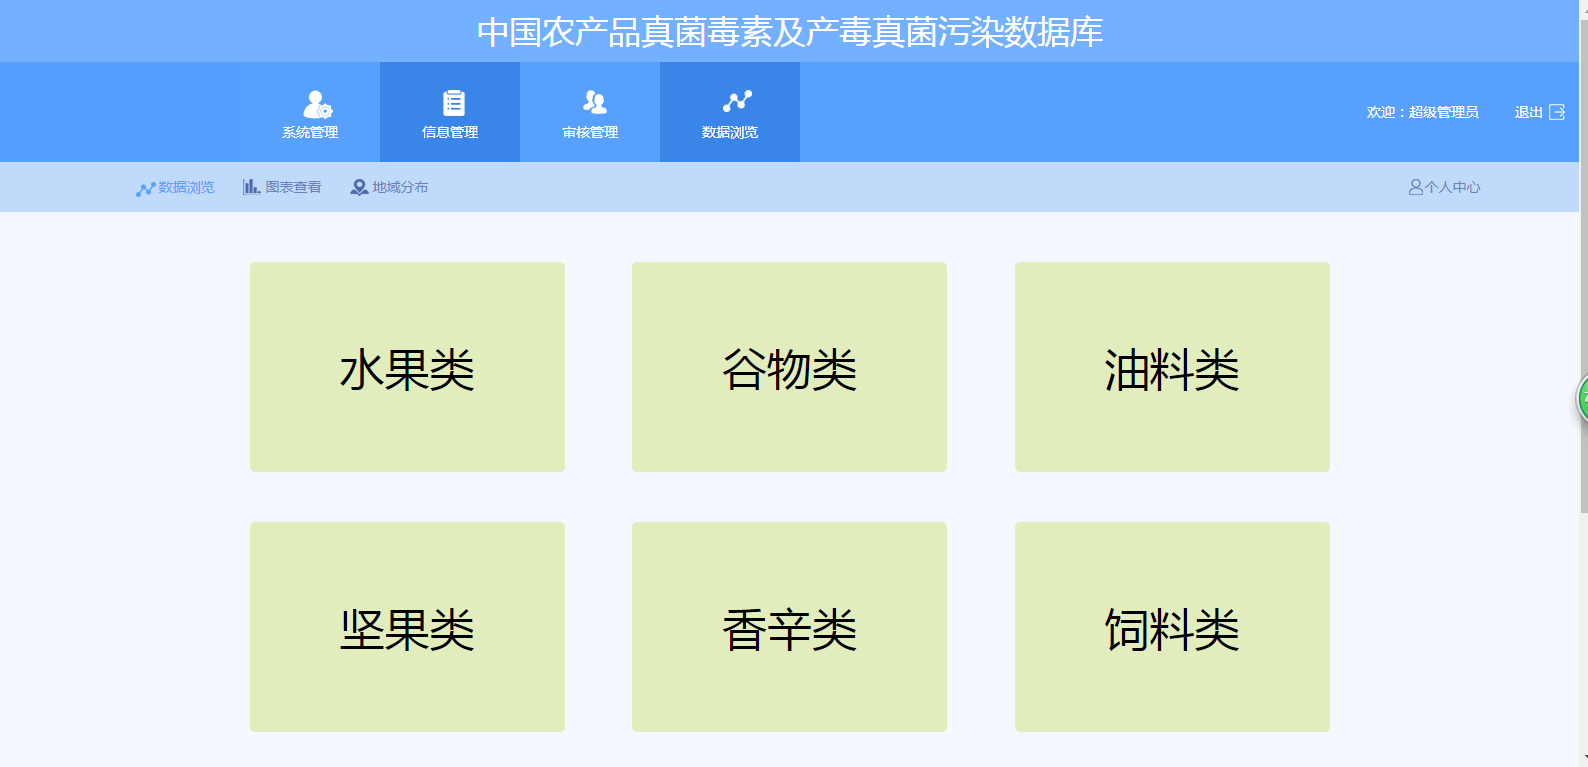 中国农产品真菌毒素及产毒真菌污染数据库
系统管理 信息管理 审核管理 数据浏览 欢迎：超级管理员 退出
数据浏览 图表查看 地域分布 个人中心
水果类 谷物类 油料类
坚果类 香辛类 饲料类